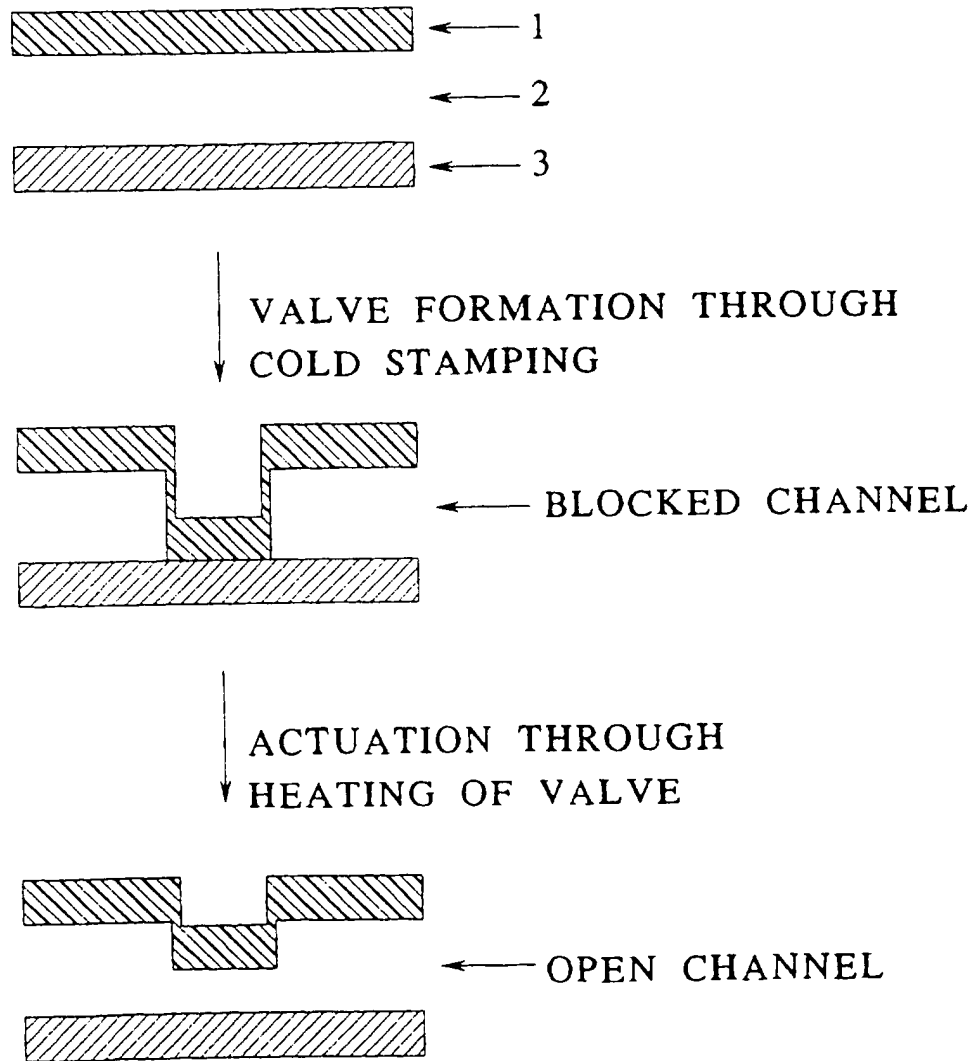 1
2
3
VALVE FORMATION THROUGH
COLD STAMPING
BLOCKED CHANNEL
ACTUATION THROUGH
HEATING OF VALVE
OPEN CHANNEL